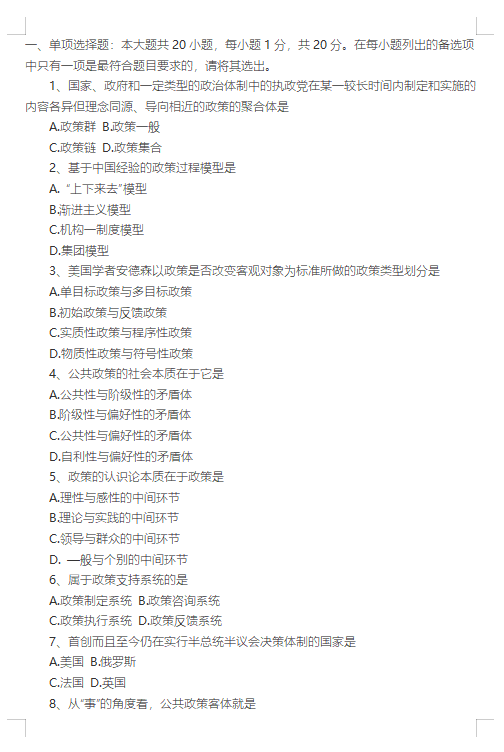 一、单项选择题：本大题共 20 小题，每小题 1 分，共 20 分。在每小题列出的备选项
中只有一项是最符合题目要求的，请将其选出。
1、国家、政府和一定类型的政治体制中的执政党在某一较长时间内制定和实施的
内容各异但理念同源、导向相近的政策的聚合体是
A.政策群 B.政策一般
C.政策链 D.政策集合
2、基于中国经验的政策过程模型是
A. “上下来去”模型
B.渐进主义模型
C.机构一制度模型
D.集团模型
3、美国学者安德森以政策是否改变客观对象为标准所做的政策类型划分是
A.单目标政策与多目标政策
B.初始政策与反馈政策
C.实质性政策与程序性政策
D.物质性政策与符号性政策
4、公共政策的社会本质在于它是
A.公共性与阶级性的矛盾体
B.阶级性与偏好性的矛盾体
C.公共性与偏好性的矛盾体
D.自利性与偏好性的矛盾体
5、政策的认识论本质在于政策是
A.理性与感性的中间环节
B.理论与实践的中间环节
C.领导与群众的中间环节
D. 一般与个别的中间环节
6、属于政策支持系统的是
A.政策制定系统 B.政策咨询系统
C.政策执行系统 D.政策反馈系统
7、首创而且至今仍在实行半总统半议会决策体制的国家是
A.美国 B.俄罗斯
C.法国 D.英国
8、从“事”的角度看，公共政策客体就是